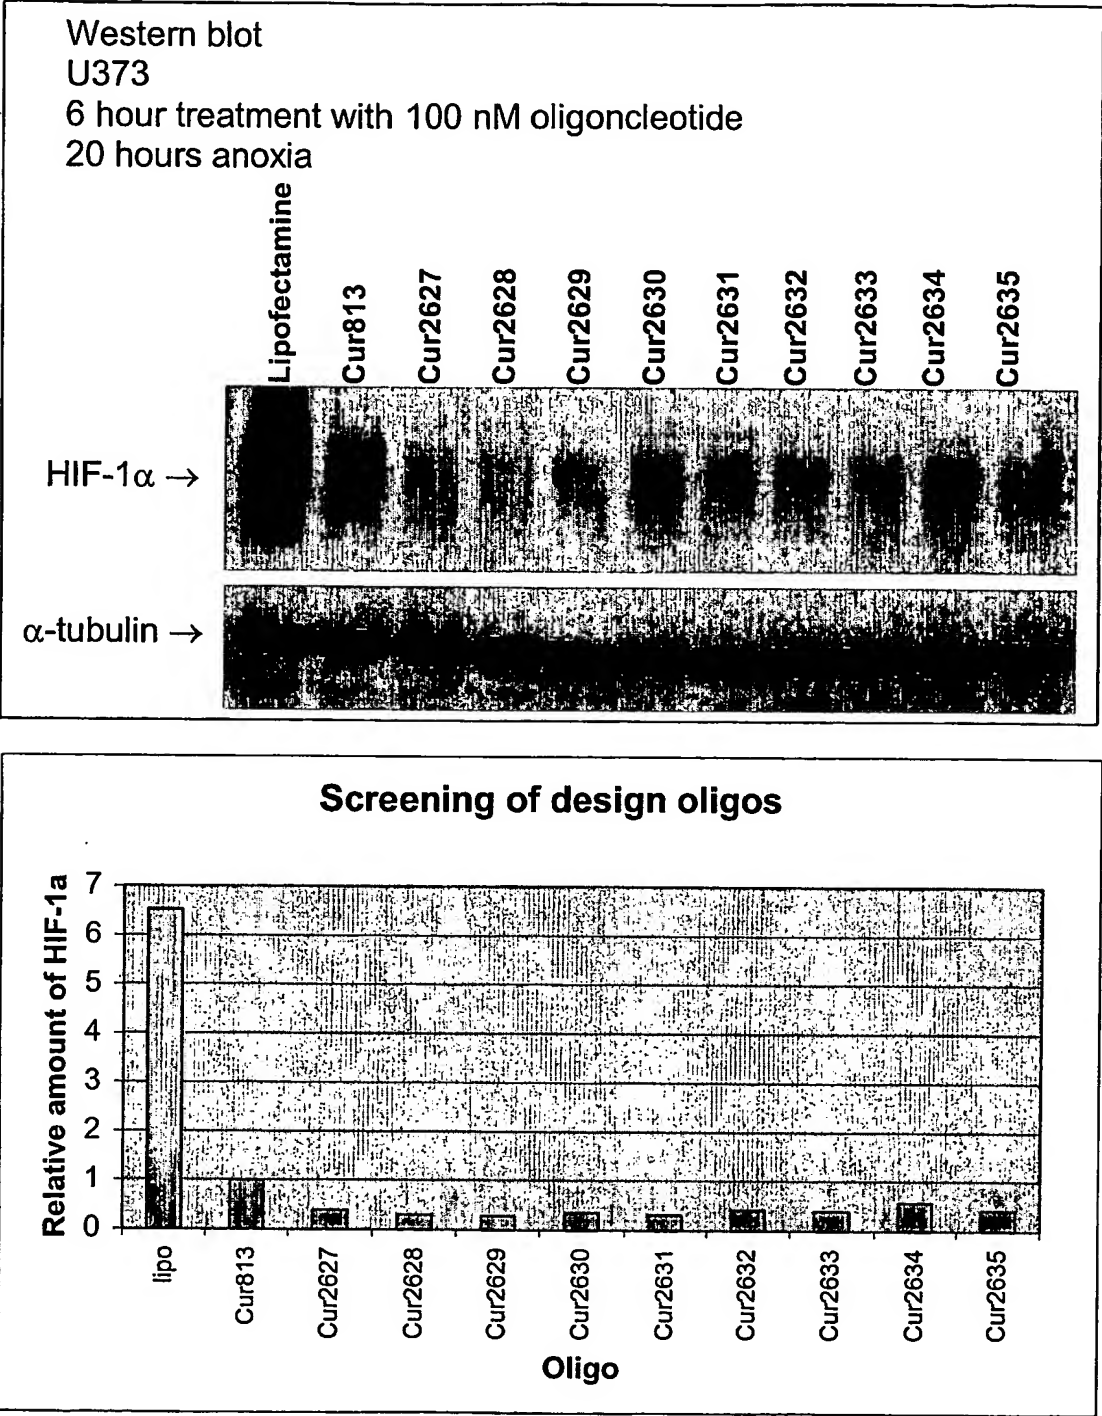 Western blot
U373
6 hour treatment with 100 nM oligoncleotide
20 hours anoxia
Lipofectamine
Cur813
Cur2627
Cur2628
Cur2629
Cur2630
Cur2631
Cur2632
Cur2633
Cur2634
Cur2635
HIF-1α →
α-tubulin →
Screening of design oligos
Relative amount of HIF-1a
7
6
5
4
3
2
1
0
lipo
Cur813
Cur2627
Cur2628
Cur2629
Cur2630
Cur2631
Cur2632
Cur2633
Cur2634
Cur2635
Oligo